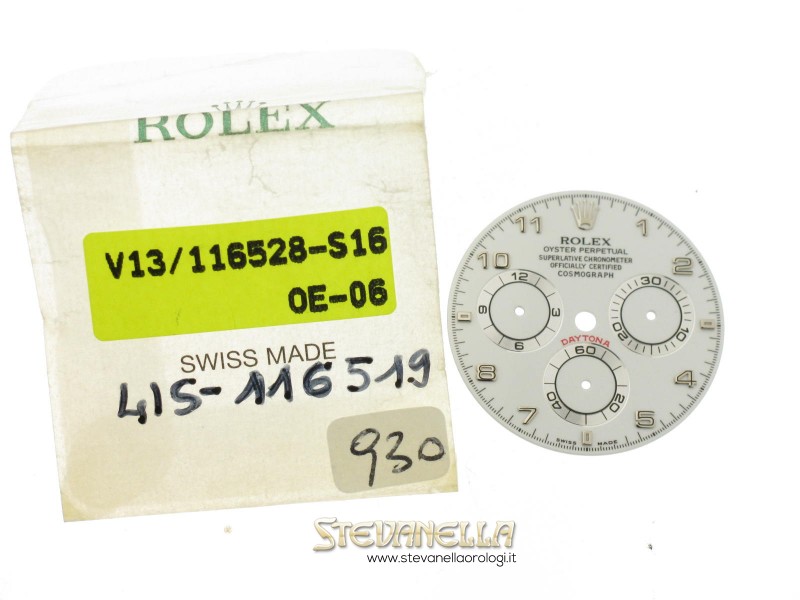 ROLEX
V13/116528-S16
OE-06
SWISS MADE
415-116519
930
11 1
ROLEX
OYSTER PERPETUAL
SUPERLATIVE CHRONOMETER
OFFICIALLY CERTIFIED
COSMOGRAPH
10 2
12 3 6 9
30 10 20
DAYTONA
60 20 40
8 4
7 5
SWISS MADE
STEVANELLA
www.stevanellaorologi.it